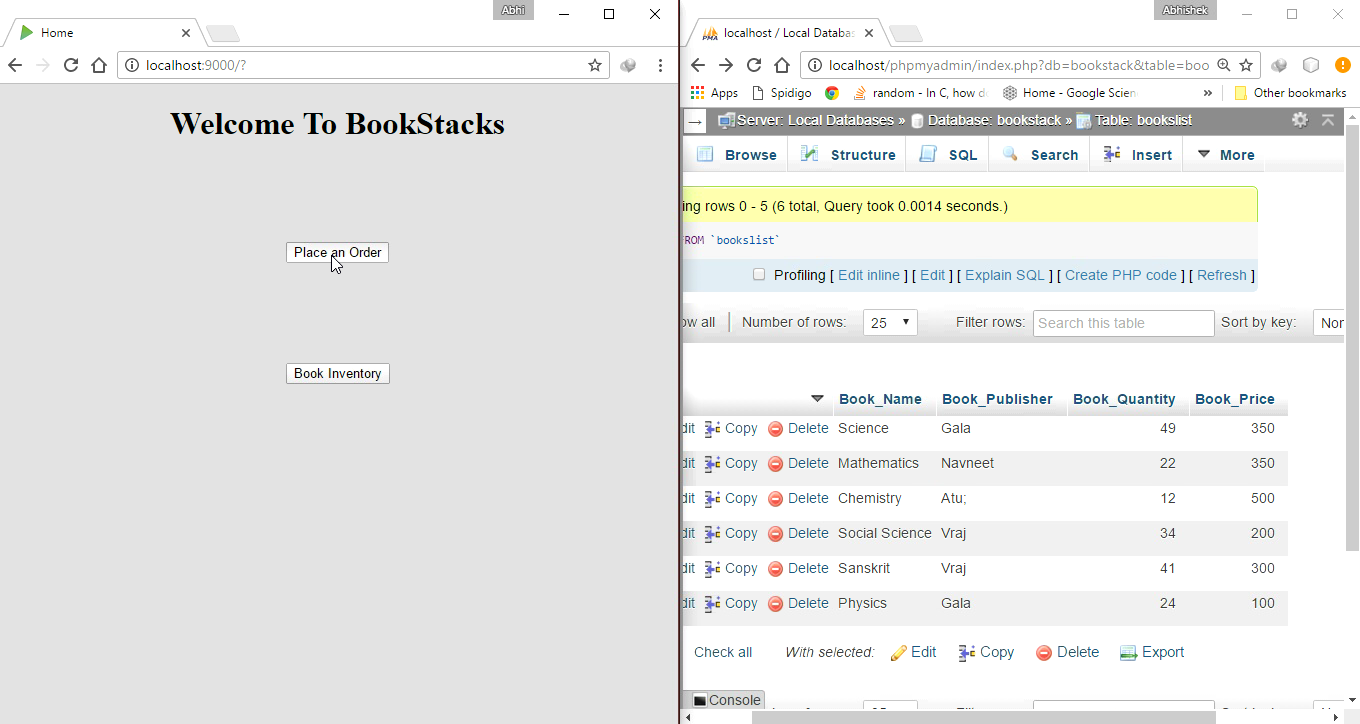 Abhi
Home
localhost:9000/?
Welcome To BookStacks
Place an Order
Book Inventory
Abhishek
localhost / Local Databa
localhost/phpmyadmin/index.php?db=bookstack&table=boo
Apps Spidigo random - In C, how d Home - Google Scien » Other bookmarks
Server: Local Databases » Database: bookstack » Table: bookslist
Browse Structure SQL Search Insert More
ing rows 0 - 5 (6 total, Query took 0.0014 seconds.)
FROM `bookslist`
Profiling [ Edit inline ] [ Edit ] [ Explain SQL ] [ Create PHP code ] [ Refresh ]
ow all Number of rows: 25 Filter rows: Search this table Sort by key: Non
Book_Name Book_Publisher Book_Quantity Book_Price
dit Copy Delete Science Gala 49 350
dit Copy Delete Mathematics Navneet 22 350
dit Copy Delete Chemistry Atu; 12 500
dit Copy Delete Social Science Vraj 34 200
dit Copy Delete Sanskrit Vraj 41 300
dit Copy Delete Physics Gala 24 100
Check all With selected: Edit Copy Delete Export
Console